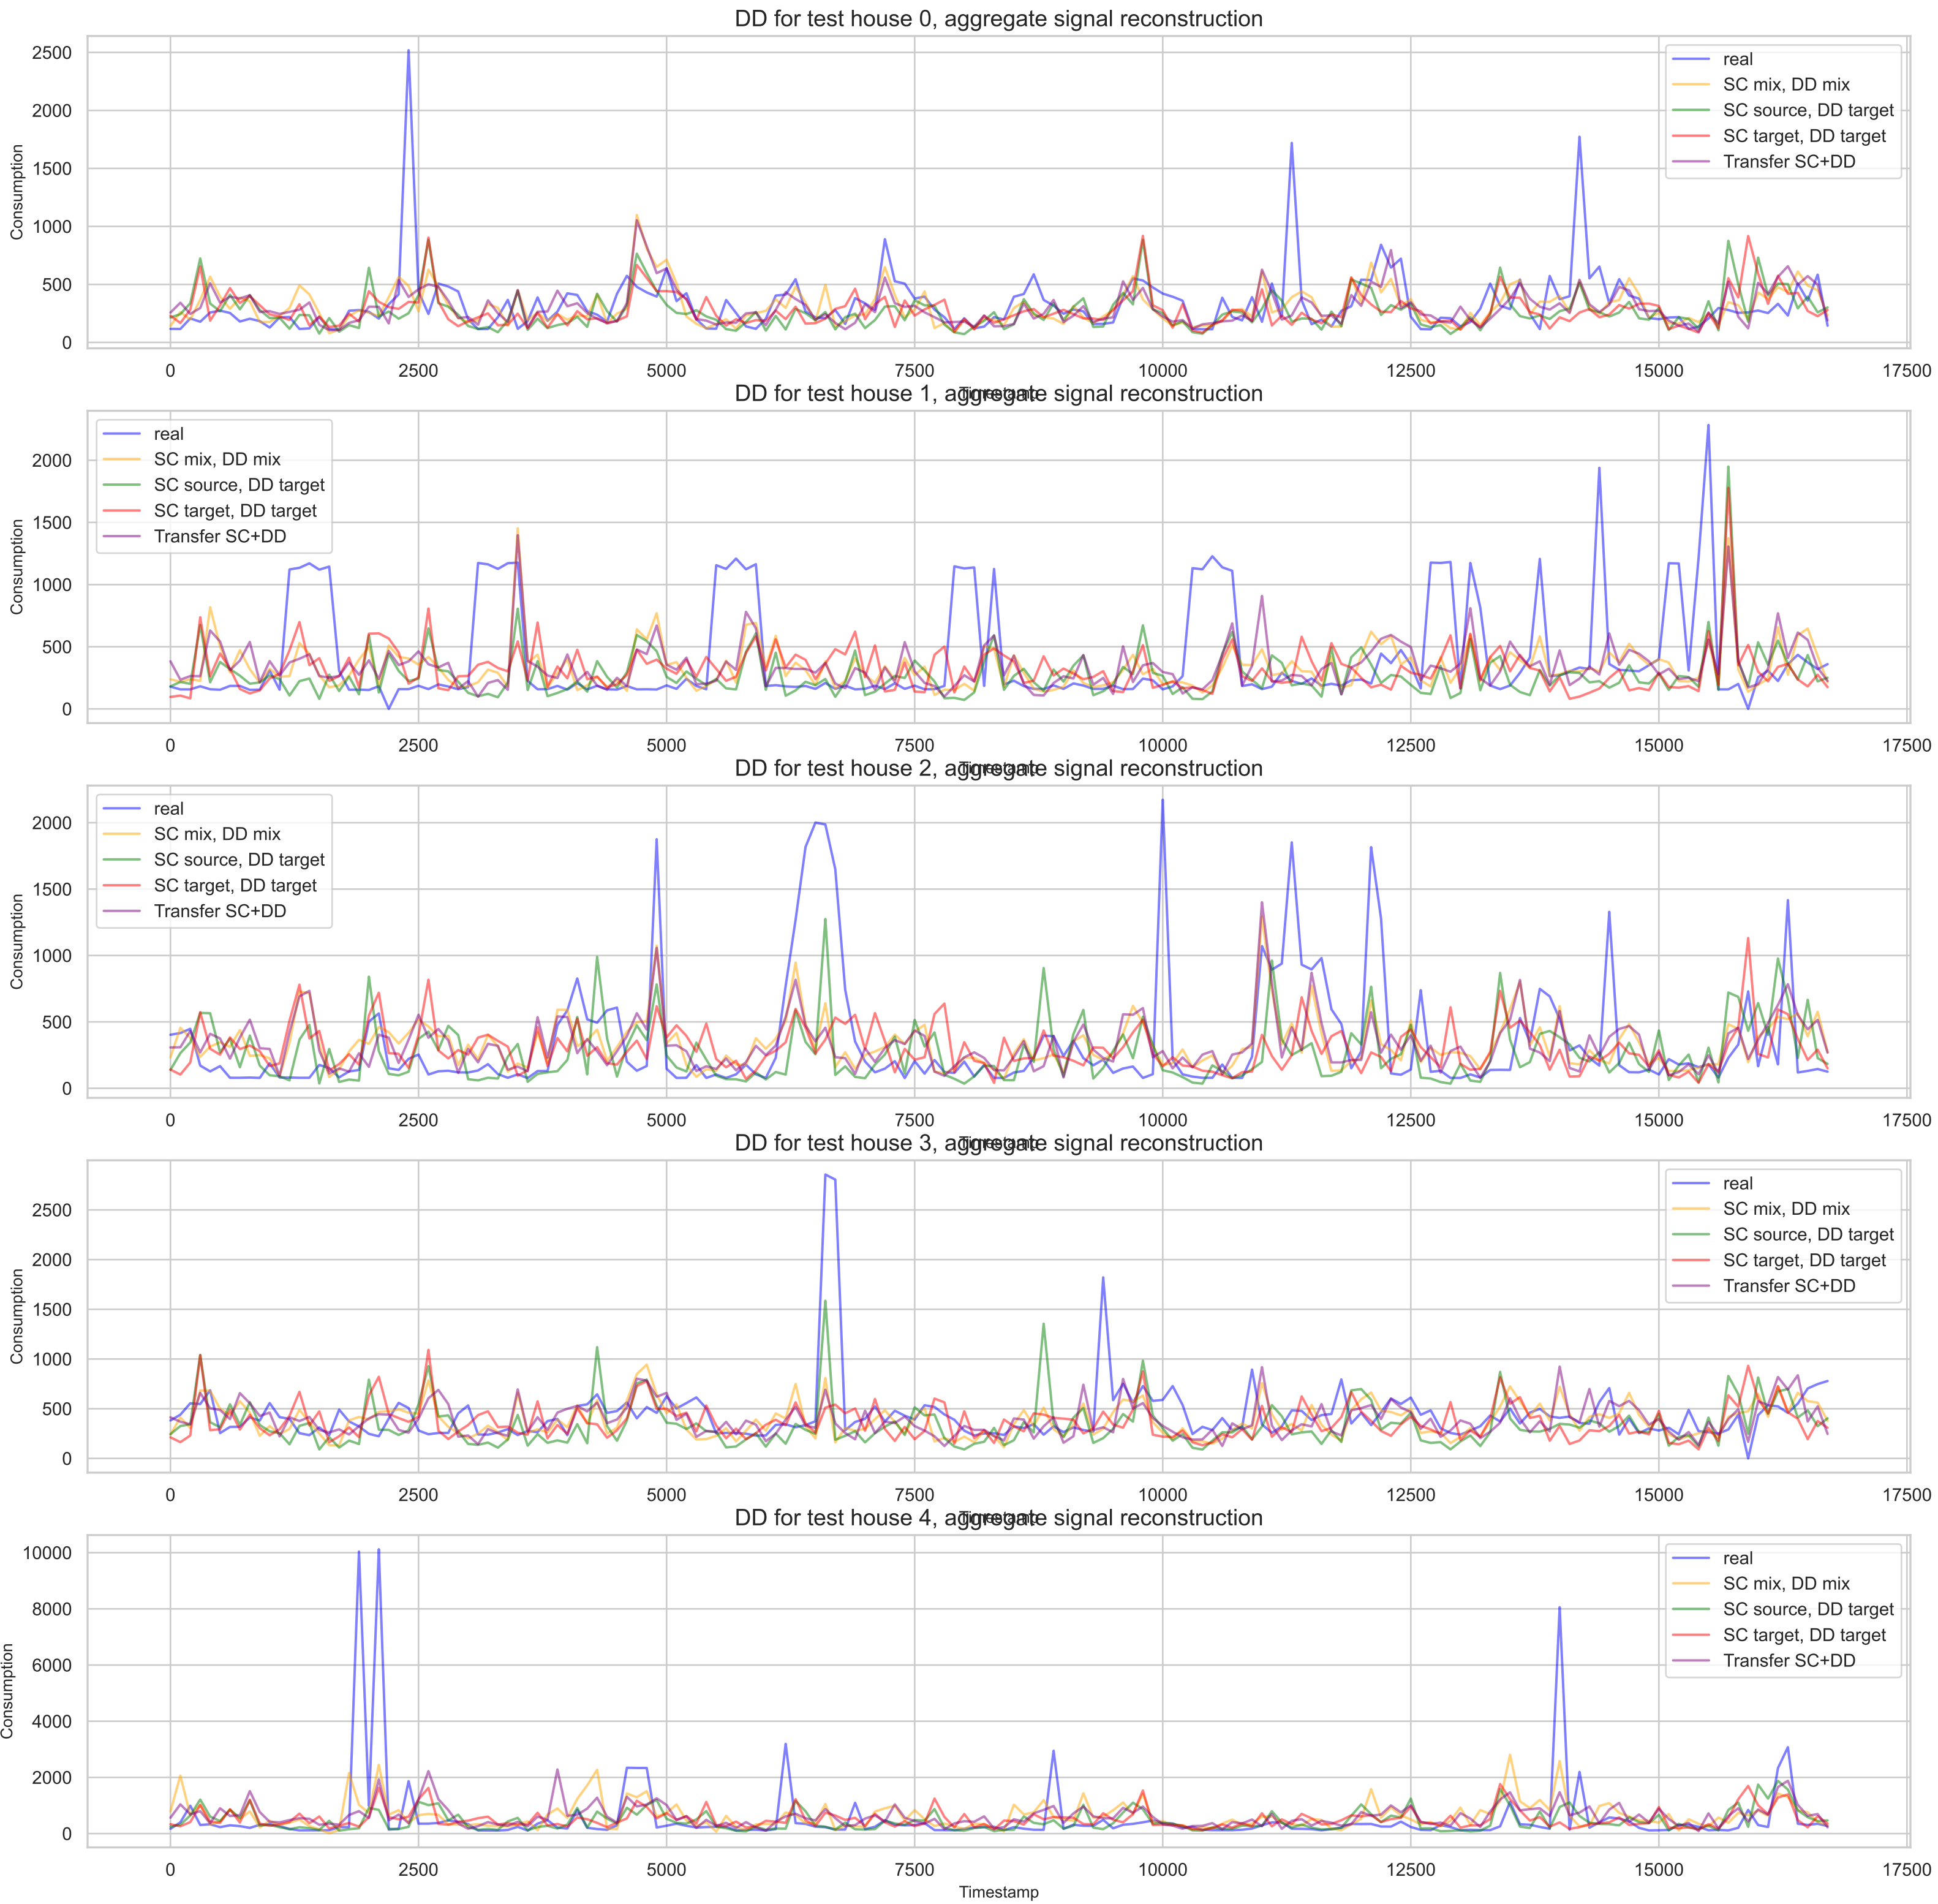 DD for test house 0, aggregate signal reconstruction
2500
2000
1500
1000
500
0
Consumption
real
SC mix, DD mix
SC source, DD target
SC target, DD target
Transfer SC+DD
0 2500 5000 7500 10000 12500 15000 17500
Timestamp
DD for test house 1, aggregate signal reconstruction
2000
1500
1000
500
0
Consumption
real
SC mix, DD mix
SC source, DD target
SC target, DD target
Transfer SC+DD
0 2500 5000 7500 10000 12500 15000 17500
Timestamp
DD for test house 2, aggregate signal reconstruction
2000
1500
1000
500
0
Consumption
real
SC mix, DD mix
SC source, DD target
SC target, DD target
Transfer SC+DD
0 2500 5000 7500 10000 12500 15000 17500
Timestamp
DD for test house 3, aggregate signal reconstruction
2500
2000
1500
1000
500
0
Consumption
real
SC mix, DD mix
SC source, DD target
SC target, DD target
Transfer SC+DD
0 2500 5000 7500 10000 12500 15000 17500
Timestamp
DD for test house 4, aggregate signal reconstruction
10000
8000
6000
4000
2000
0
Consumption
real
SC mix, DD mix
SC source, DD target
SC target, DD target
Transfer SC+DD
0 2500 5000 7500 10000 12500 15000 17500
Timestamp